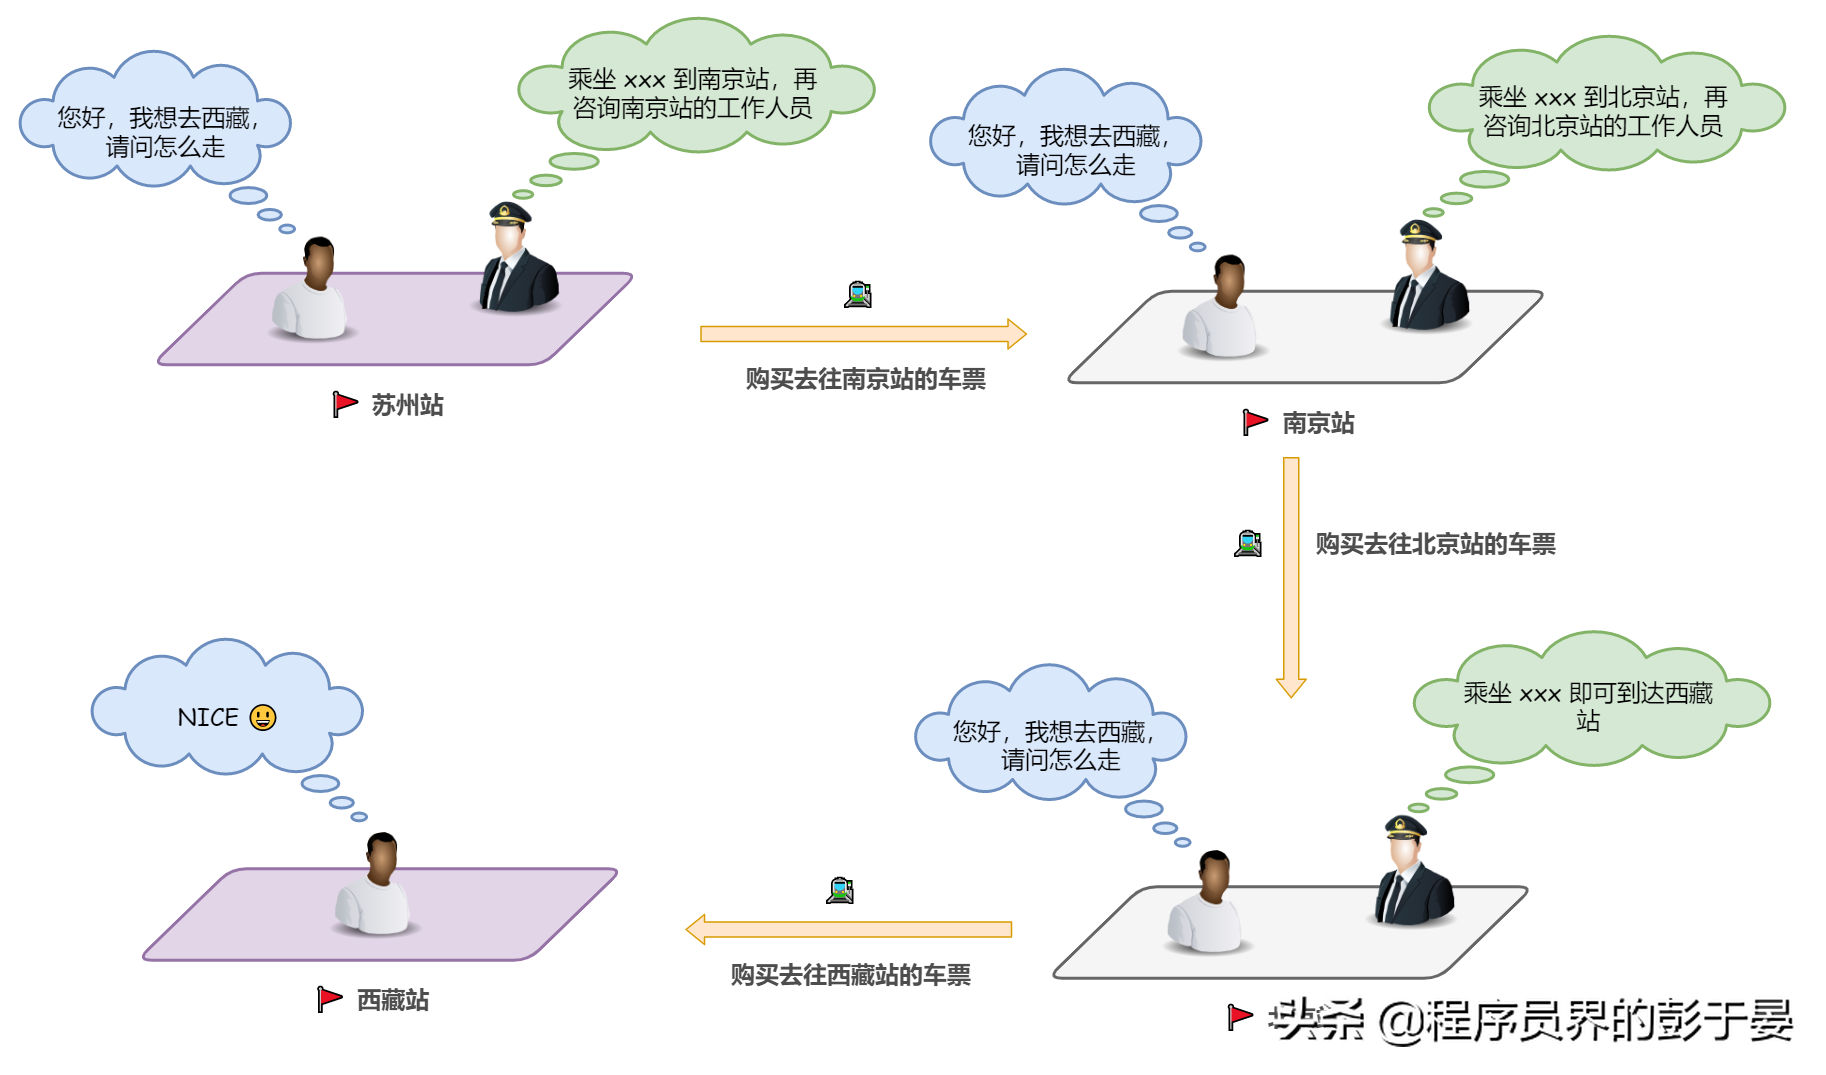 您好，我想去西藏，
请问怎么走
乘坐 xxx 到南京站，再
咨询南京站的工作人员
苏州站
购买去往南京站的车票
您好，我想去西藏，
请问怎么走
乘坐 xxx 到北京站，再
咨询北京站的工作人员
南京站
购买去往北京站的车票
您好，我想去西藏，
请问怎么走
乘坐 xxx 即可到达西藏
站
购买去往西藏站的车票
NICE 😃
西藏站
头条 @程序员界的彭于晏